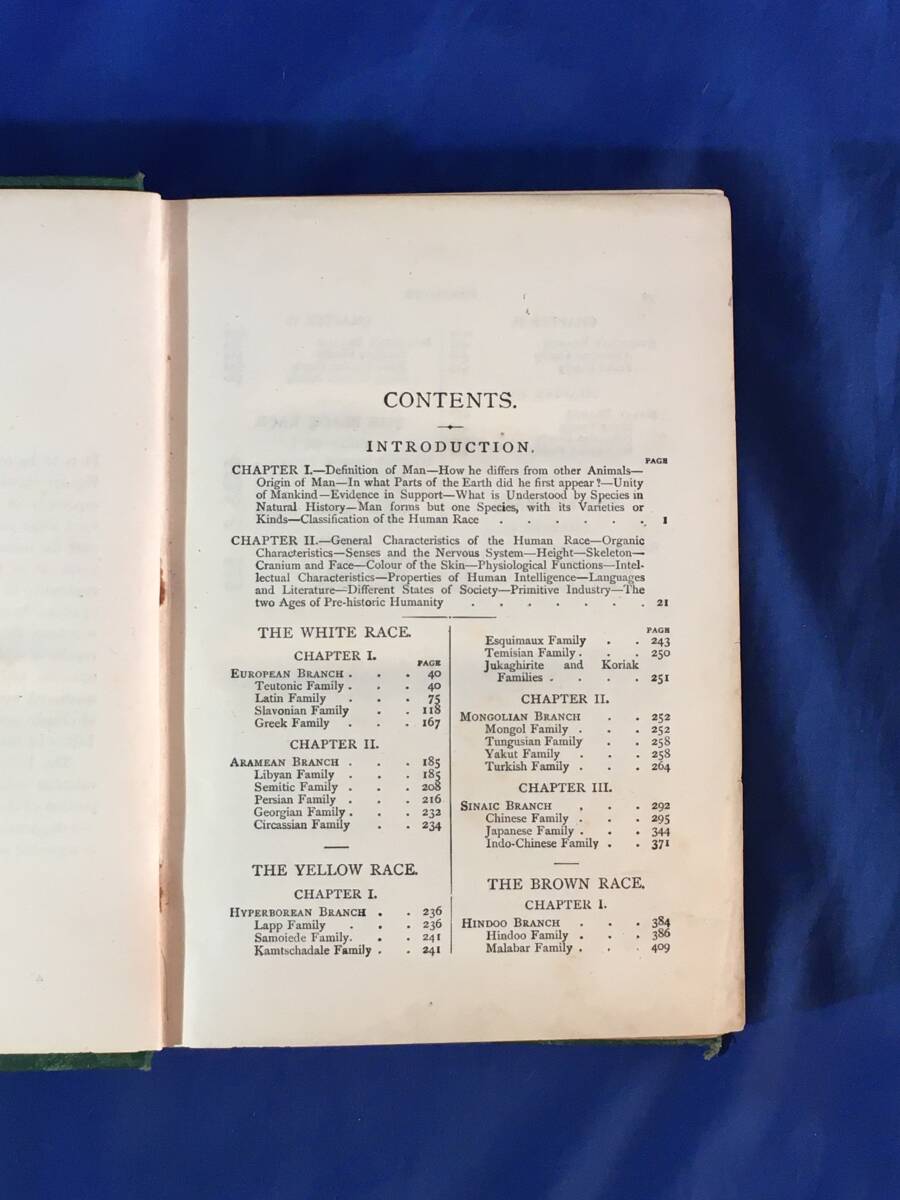 CONTENTS.
INTRODUCTION.
PAGE
CHAPTER I.—Definition of Man—How he differs from other Animals—
Origin of Man—In what Parts of the Earth did he first appear?—Unity
of Mankind—Evidence in Support—What is Understood by Species in
Natural History—Man forms but one Species, with its Varieties or
Kinds—Classification of the Human Race . . . . . . 1
CHAPTER II.—General Characteristics of the Human Race—Organic
Characteristics—Senses and the Nervous System—Height—Skeleton—
Cranium and Face—Colour of the Skin—Physiological Functions—Intel-
lectual Characteristics—Properties of Human Intelligence—Languages
and Literature—Different States of Society—Primitive Industry—The
two Ages of Pre-historic Humanity . . . . . . . 21
THE WHITE RACE.
CHAPTER I.
PAGE
EUROPEAN BRANCH . . . 40
Teutonic Family . . . 40
Latin Family . . . 75
Slavonian Family . . 118
Greek Family . . . 167
CHAPTER II.
ARAMEAN BRANCH . . . 185
Libyan Family . . . 185
Semitic Family . . . 208
Persian Family . . . 216
Georgian Family . . . 232
Circassian Family . . 234
THE YELLOW RACE.
CHAPTER I.
HYPERBOREAN BRANCH . . 236
Lapp Family . . . 236
Samoiede Family. . . 241
Kamtschadale Family . . 241
PAGE
Esquimaux Family . . 243
Temisian Family . . . 250
Jukaghirite and Koriak
Families . . . . 251
CHAPTER II.
MONGOLIAN BRANCH . . 252
Mongol Family . . . 252
Tungusian Family . . 258
Yakut Family . . . 258
Turkish Family . . . 264
CHAPTER III.
SINAIC BRANCH . . . 292
Chinese Family . . . 295
Japanese Family . . . 344
Indo-Chinese Family . . 371
THE BROWN RACE.
CHAPTER I.
HINDOO BRANCH . . . 384
Hindoo Family . . . 386
Malabar Family . . . 409